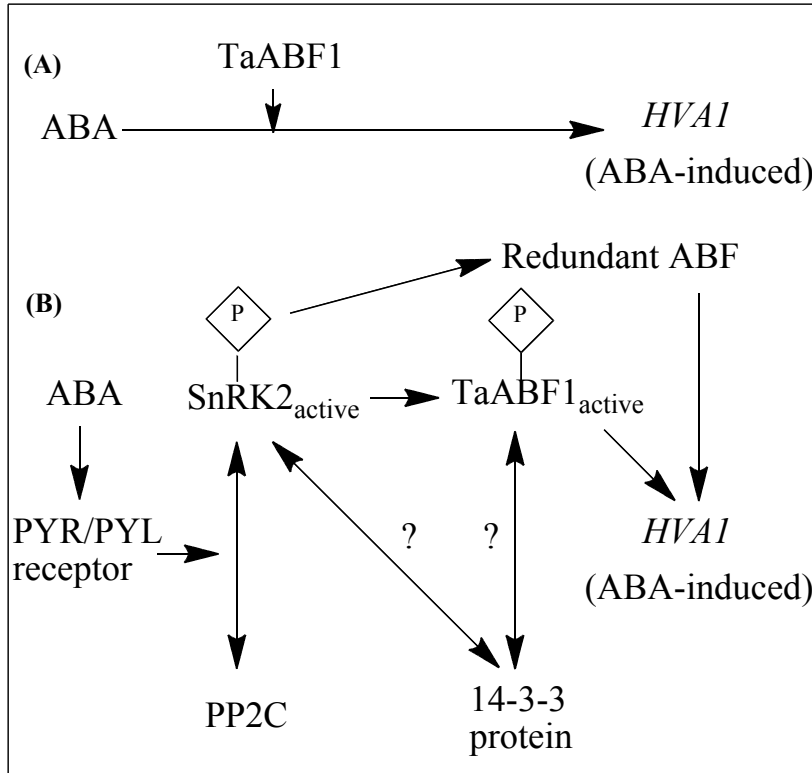 (A)
TaABF1
ABA
HVA1
(ABA-induced)
Redundant ABF
(B)
P
P
ABA
SnRK2active
TaABF1active
PYR/PYL
receptor
?
?
HVA1
(ABA-induced)
PP2C
14-3-3
protein